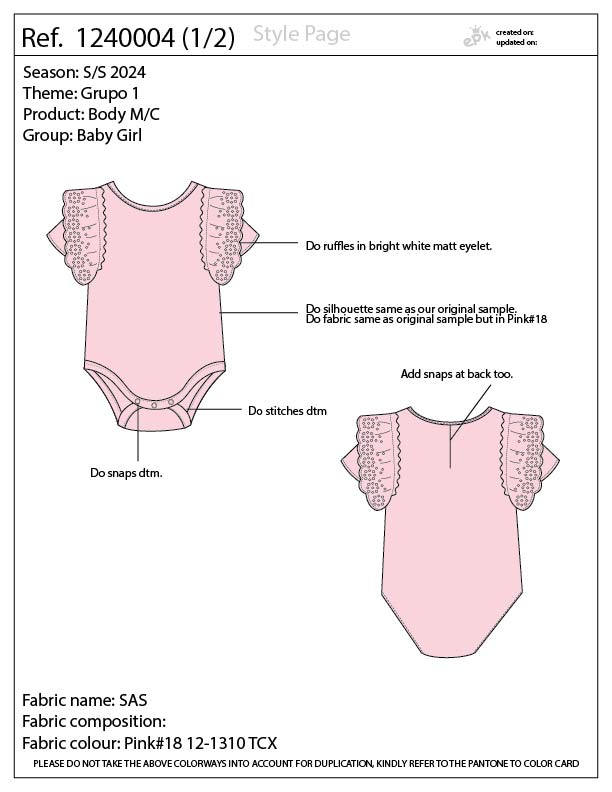 Ref. 1240004 (1/2)
Style Page
epk
created on:
updated on:
Season: S/S 2024
Theme: Grupo 1
Product: Body M/C
Group: Baby Girl
Do ruffles in bright white matt eyelet.
Do silhouette same as our original sample.
Do fabric same as original sample but in Pink#18
Add snaps at back too.
Do stitches dtm
Do snaps dtm.
Fabric name: SAS
Fabric composition:
Fabric colour: Pink#18 12-1310 TCX
PLEASE DO NOT TAKE THE ABOVE COLORWAYS INTO ACCOUNT FOR DUPLICATION, KINDLY REFER TO THE PANTONE TO COLOR CARD